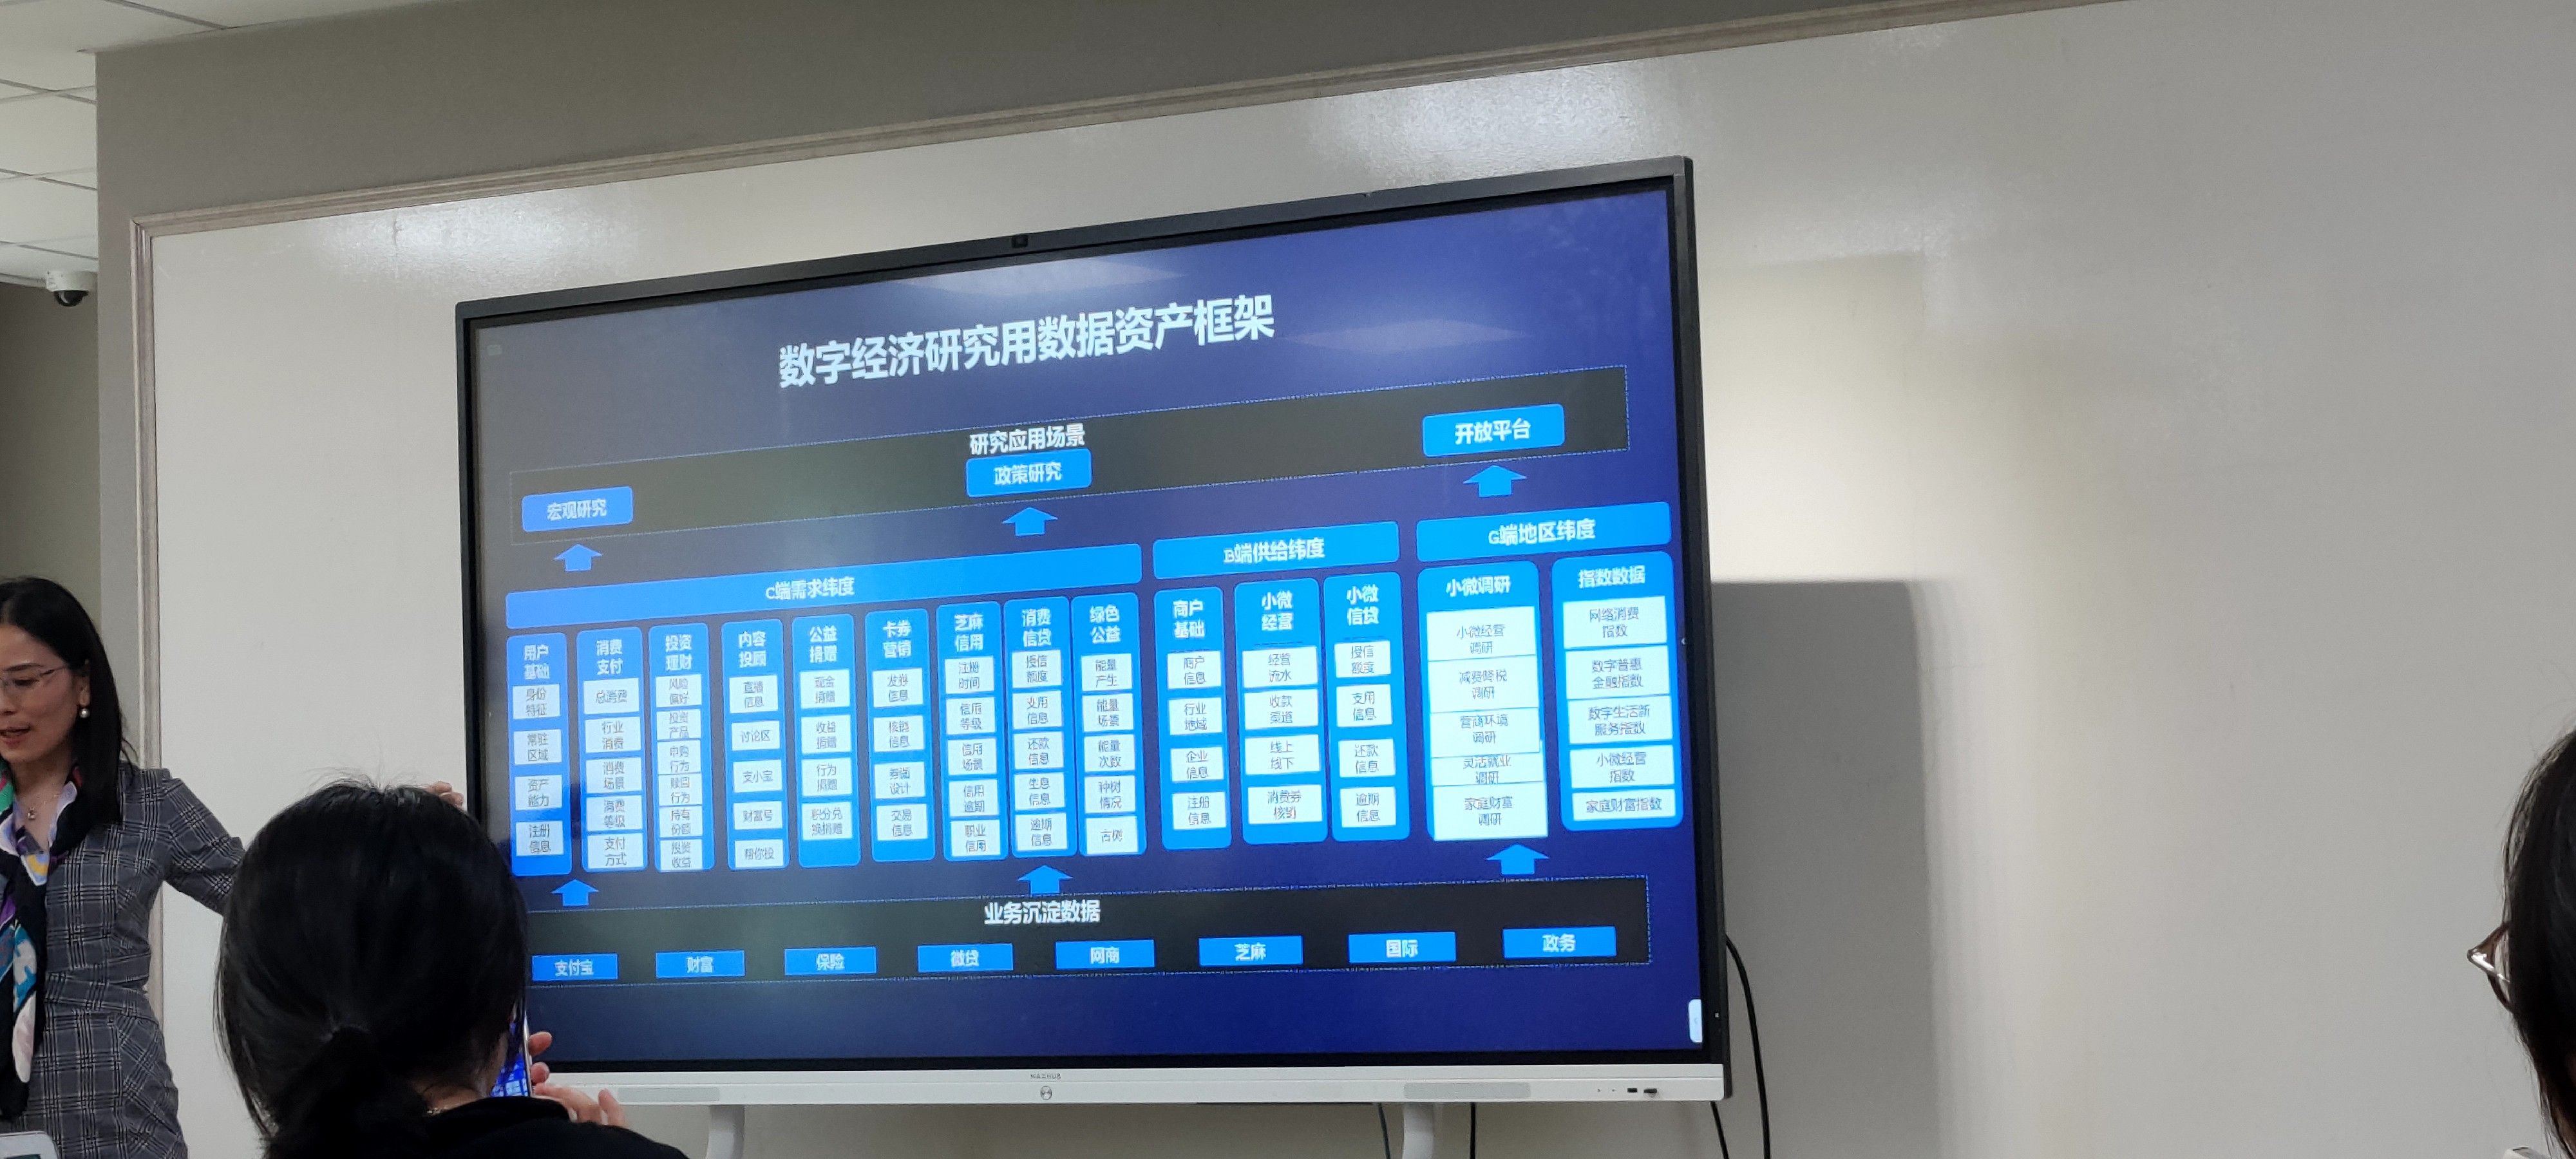 数字经济研究用数据资产框架
研究应用场景
宏观研究
政策研究
开放平台
C端需求纬度
B端供给纬度
G端地区纬度
用户
基础
身份
特征
常驻
区域
资产
能力
注册
信息
消费
支付
总消费
行业
消费
消费
场景
消费
等级
支付
方式
投资
理财
风险
偏好
投资
产品
申购
行为
赎回
行为
持有
份额
投资
收益
内容
投顾
直播
信息
讨论区
支小宝
财富号
帮你投
公益
捐赠
现金
捐赠
收益
捐赠
行为
捐赠
积分兑
换捐赠
卡券
营销
发券
信息
核销
信息
券面
设计
交易
信息
芝麻
信用
注册
时间
信用
等级
信用
场景
信用
逾期
职业
信用
消费
信贷
授信
额度
支用
信息
还款
信息
生息
信息
逾期
信息
绿色
公益
能量
产生
能量
场景
能量
次数
种树
情况
古树
商户
基础
商户
信息
行业
地域
企业
信息
注册
信息
小微
经营
经营
流水
收款
渠道
线上
线下
消费券
核销
小微
信贷
授信
额度
支用
信息
还款
信息
逾期
信息
小微调研
小微经营
调研
减费降税
调研
营商环境
调研
灵活就业
调研
家庭财富
调研
指数数据
网络消费
指数
数字普惠
金融指数
数字生活新
服务指数
小微经营
指数
家庭财富指数
业务沉淀数据
支付宝
财富
保险
微贷
网商
芝麻
国际
政务
MAXHUB